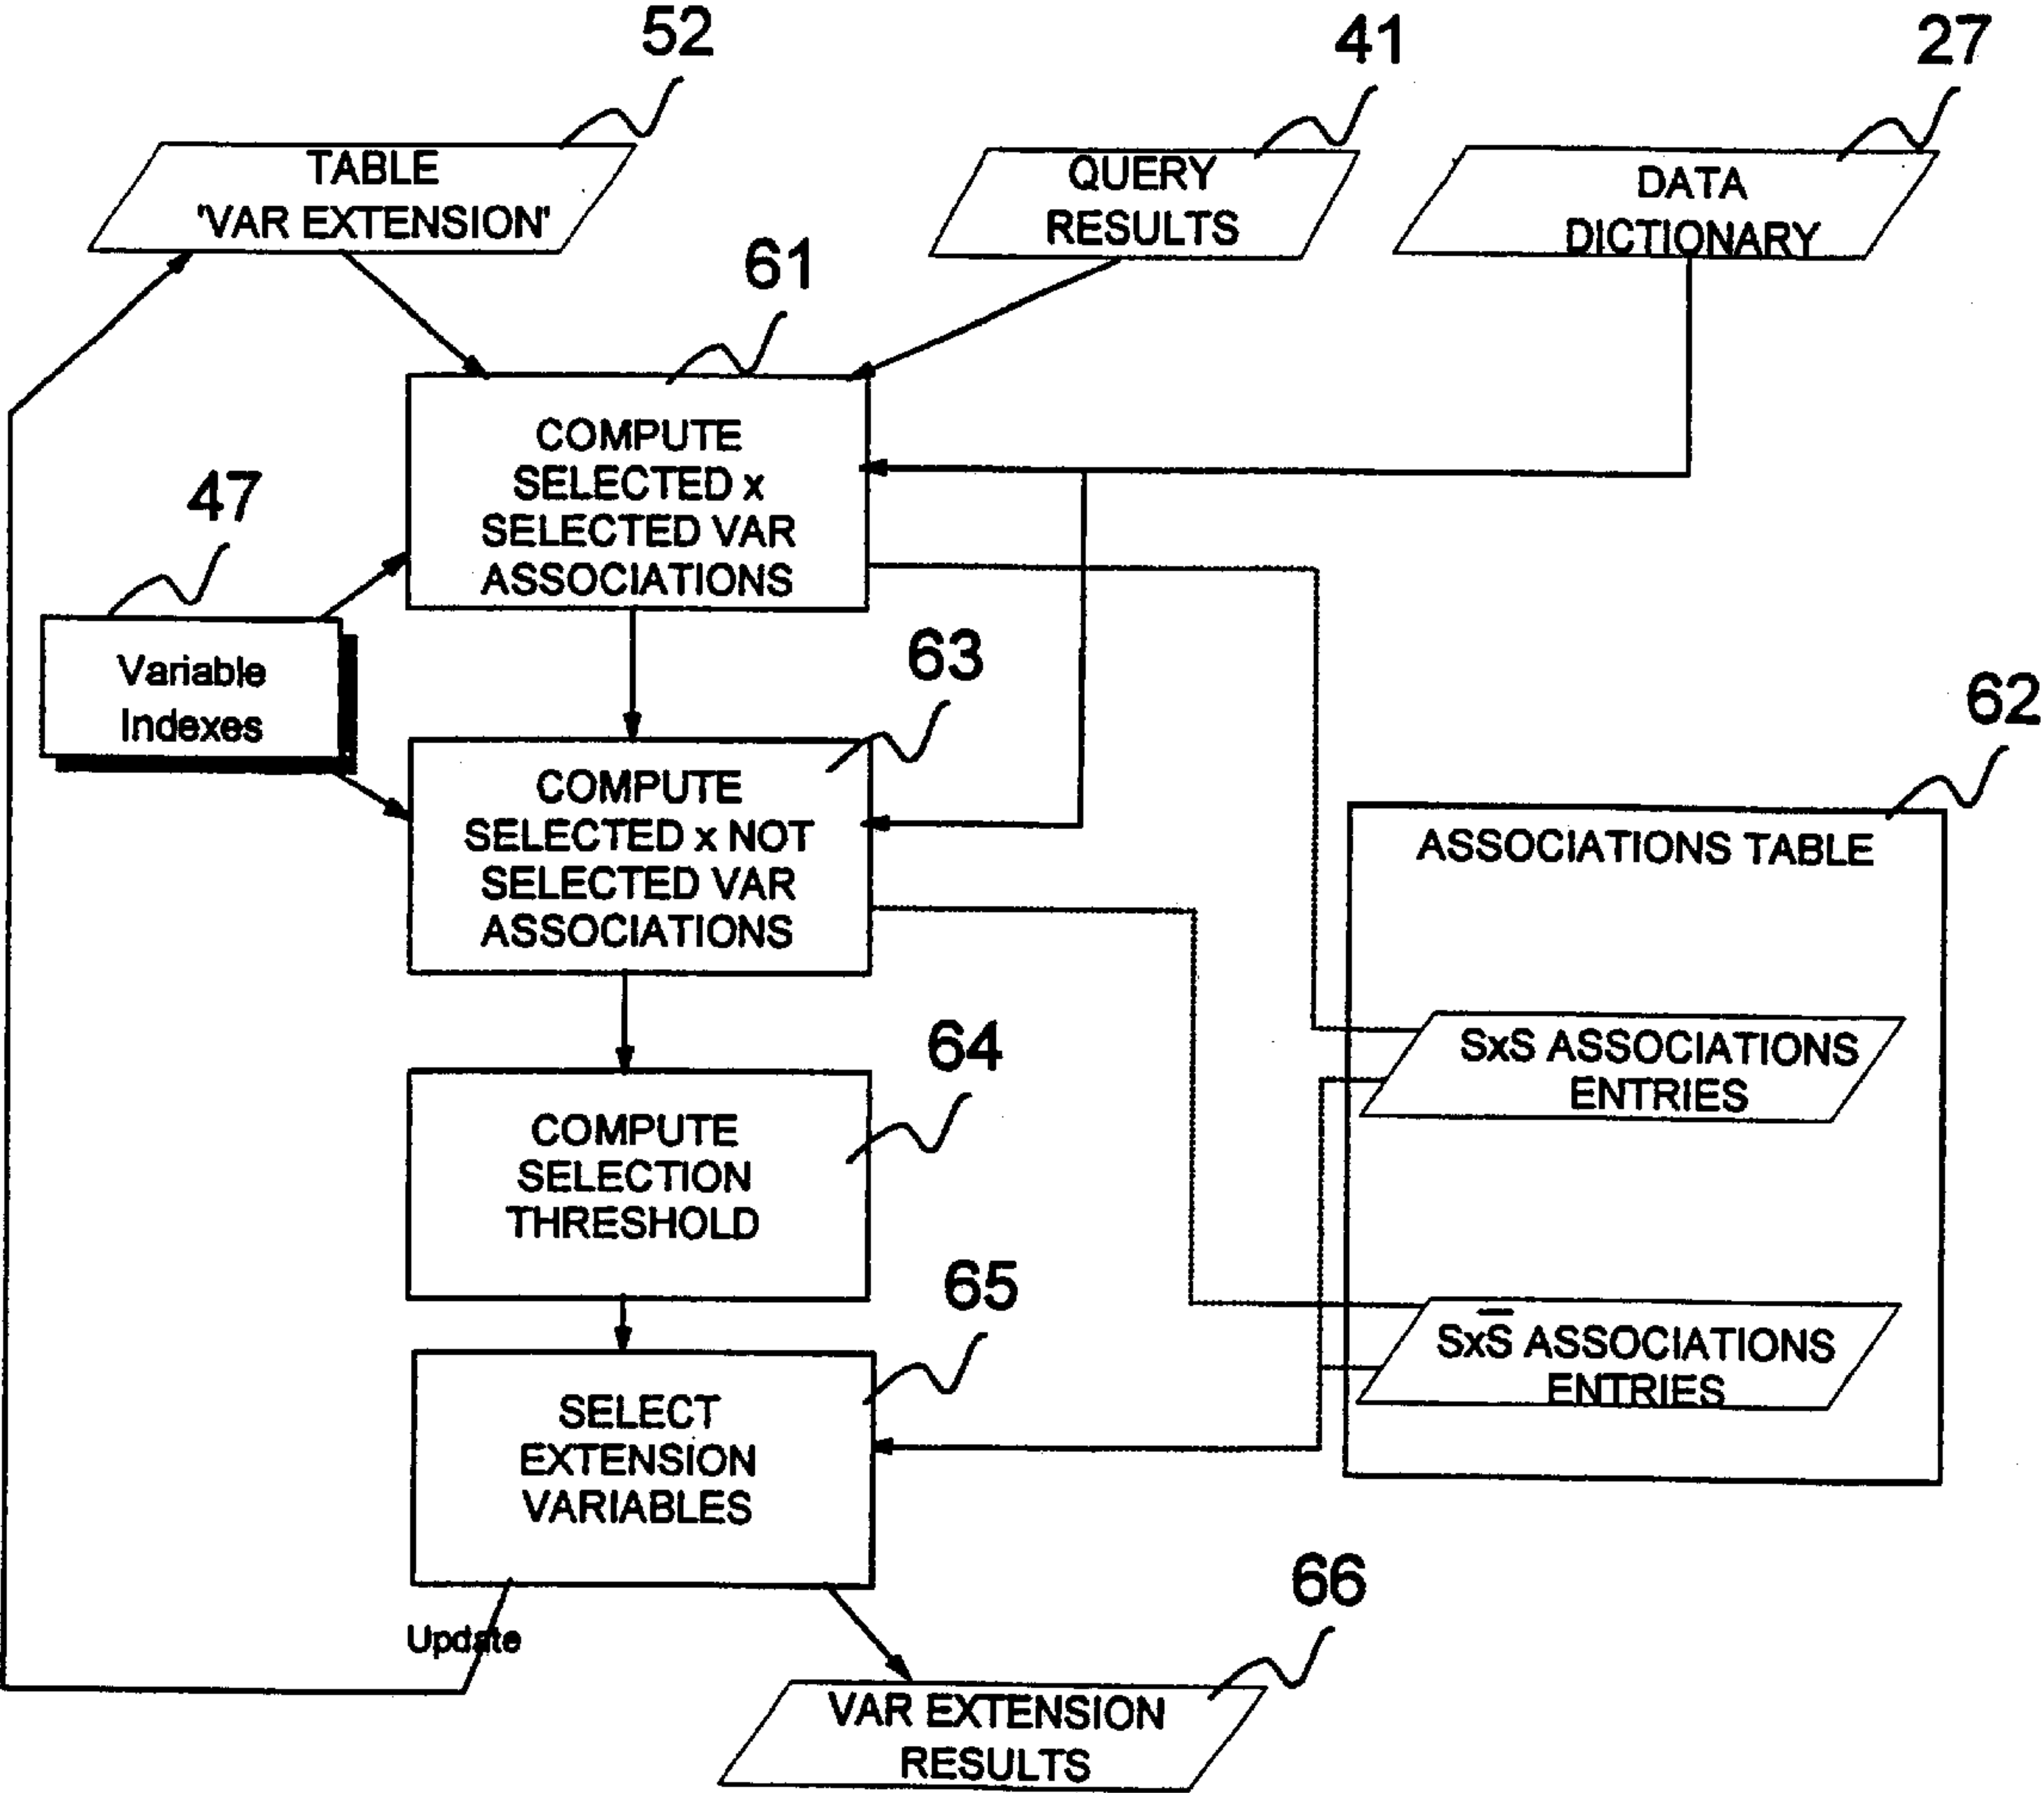 52
41
27
TABLE
'VAR EXTENSION'
QUERY
RESULTS
DATA
DICTIONARY
61
COMPUTE
SELECTED x
SELECTED VAR
ASSOCIATIONS
47
Variable
Indexes
63
COMPUTE
SELECTED x NOT
SELECTED VAR
ASSOCIATIONS
62
ASSOCIATIONS TABLE
SxS ASSOCIATIONS
ENTRIES
64
COMPUTE
SELECTION
THRESHOLD
SxS̅ ASSOCIATIONS
ENTRIES
65
SELECT
EXTENSION
VARIABLES
Update
66
VAR EXTENSION
RESULTS